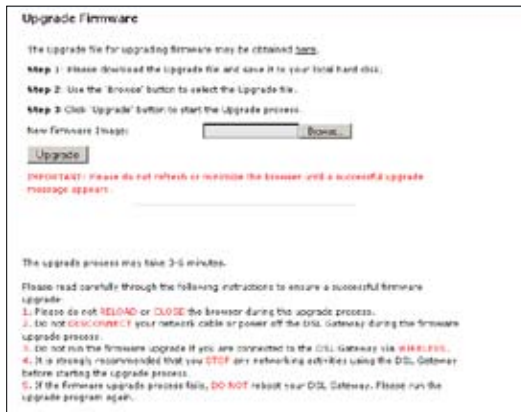 Upgrade Firmware
The Upgrade file for upgrading firmware may be obtained here.
Step 1: Please download the Upgrade file and save it to your local hard disk.
Step 2: Use the 'Browse' button to select the Upgrade file.
Step 3 Click 'Upgrade' button to start the Upgrade process.
New Firmware Image: Browse...
Upgrade
IMPORTANT: Please do not refresh or minimize the browser until a successful upgrade
message appears.
The upgrade process may take 3-5 minutes.
Please read carefully through the following instructions to ensure a successful firmware
upgrade
1. Please do not RELOAD or CLOSE the browser during the upgrade process.
2. Do not DISCONNECT your network cable or power off the DSL Gateway during the firmware
upgrade process.
3. Do not run the firmware upgrade if you are connected to the DSL Gateway via WIRELESS.
4. It is strongly recommended that you STOP any networking activities using the DSL Gateway
before starting the upgrade process.
5. If the firmware upgrade process fails, DO NOT reboot your DSL Gateway. Please run the
upgrade program again.